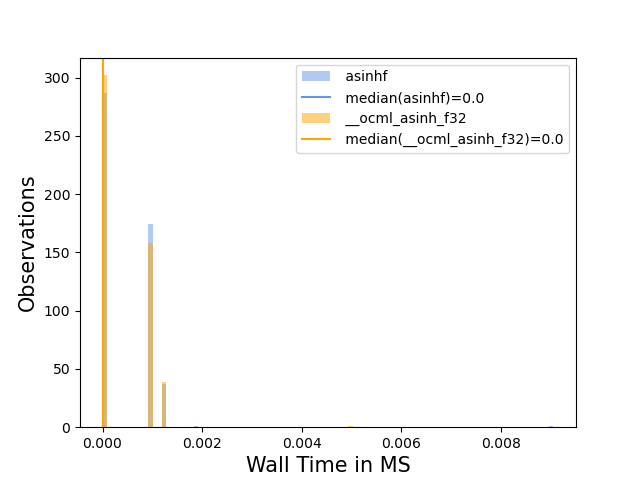 asinhf
median(asinhf)=0.0
__ocml_asinh_f32
median(__ocml_asinh_f32)=0.0
300
250
200
150
100
50
0
Observations
0.000 0.002 0.004 0.006 0.008
Wall Time in MS